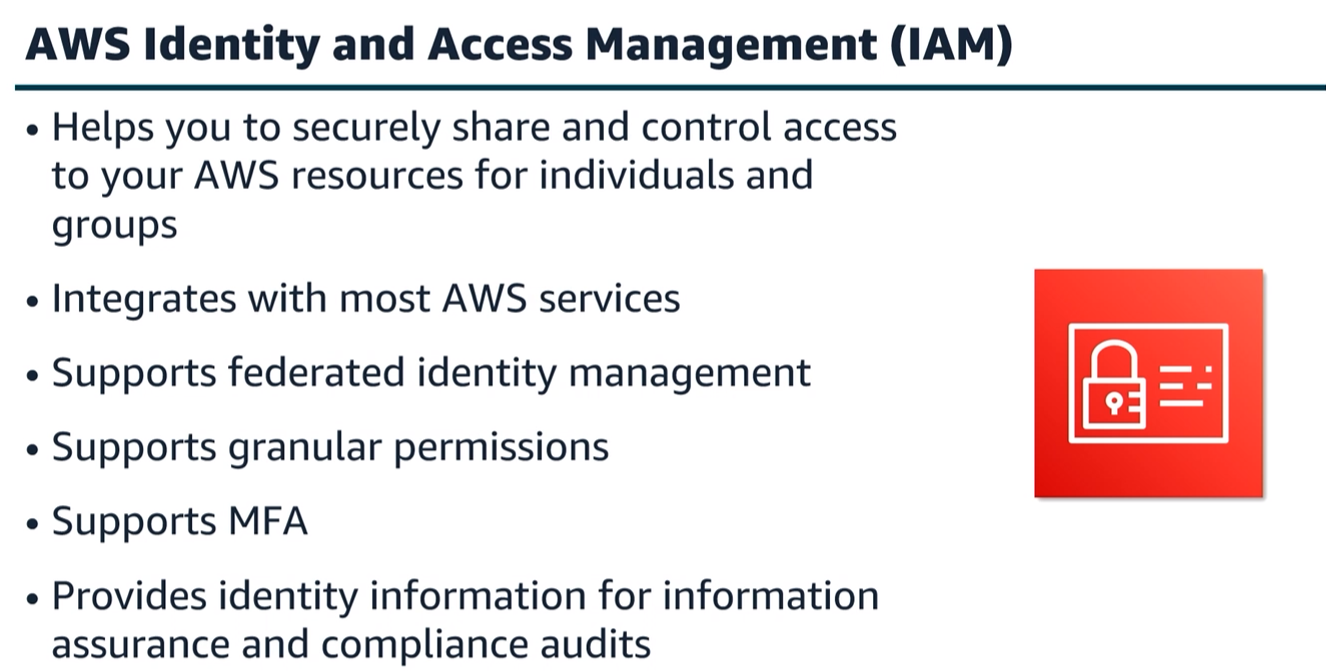 AWS Identity and Access Management (IAM)
• Helps you to securely share and control access
to your AWS resources for individuals and
groups
• Integrates with most AWS services
• Supports federated identity management
• Supports granular permissions
• Supports MFA
• Provides identity information for information
assurance and compliance audits